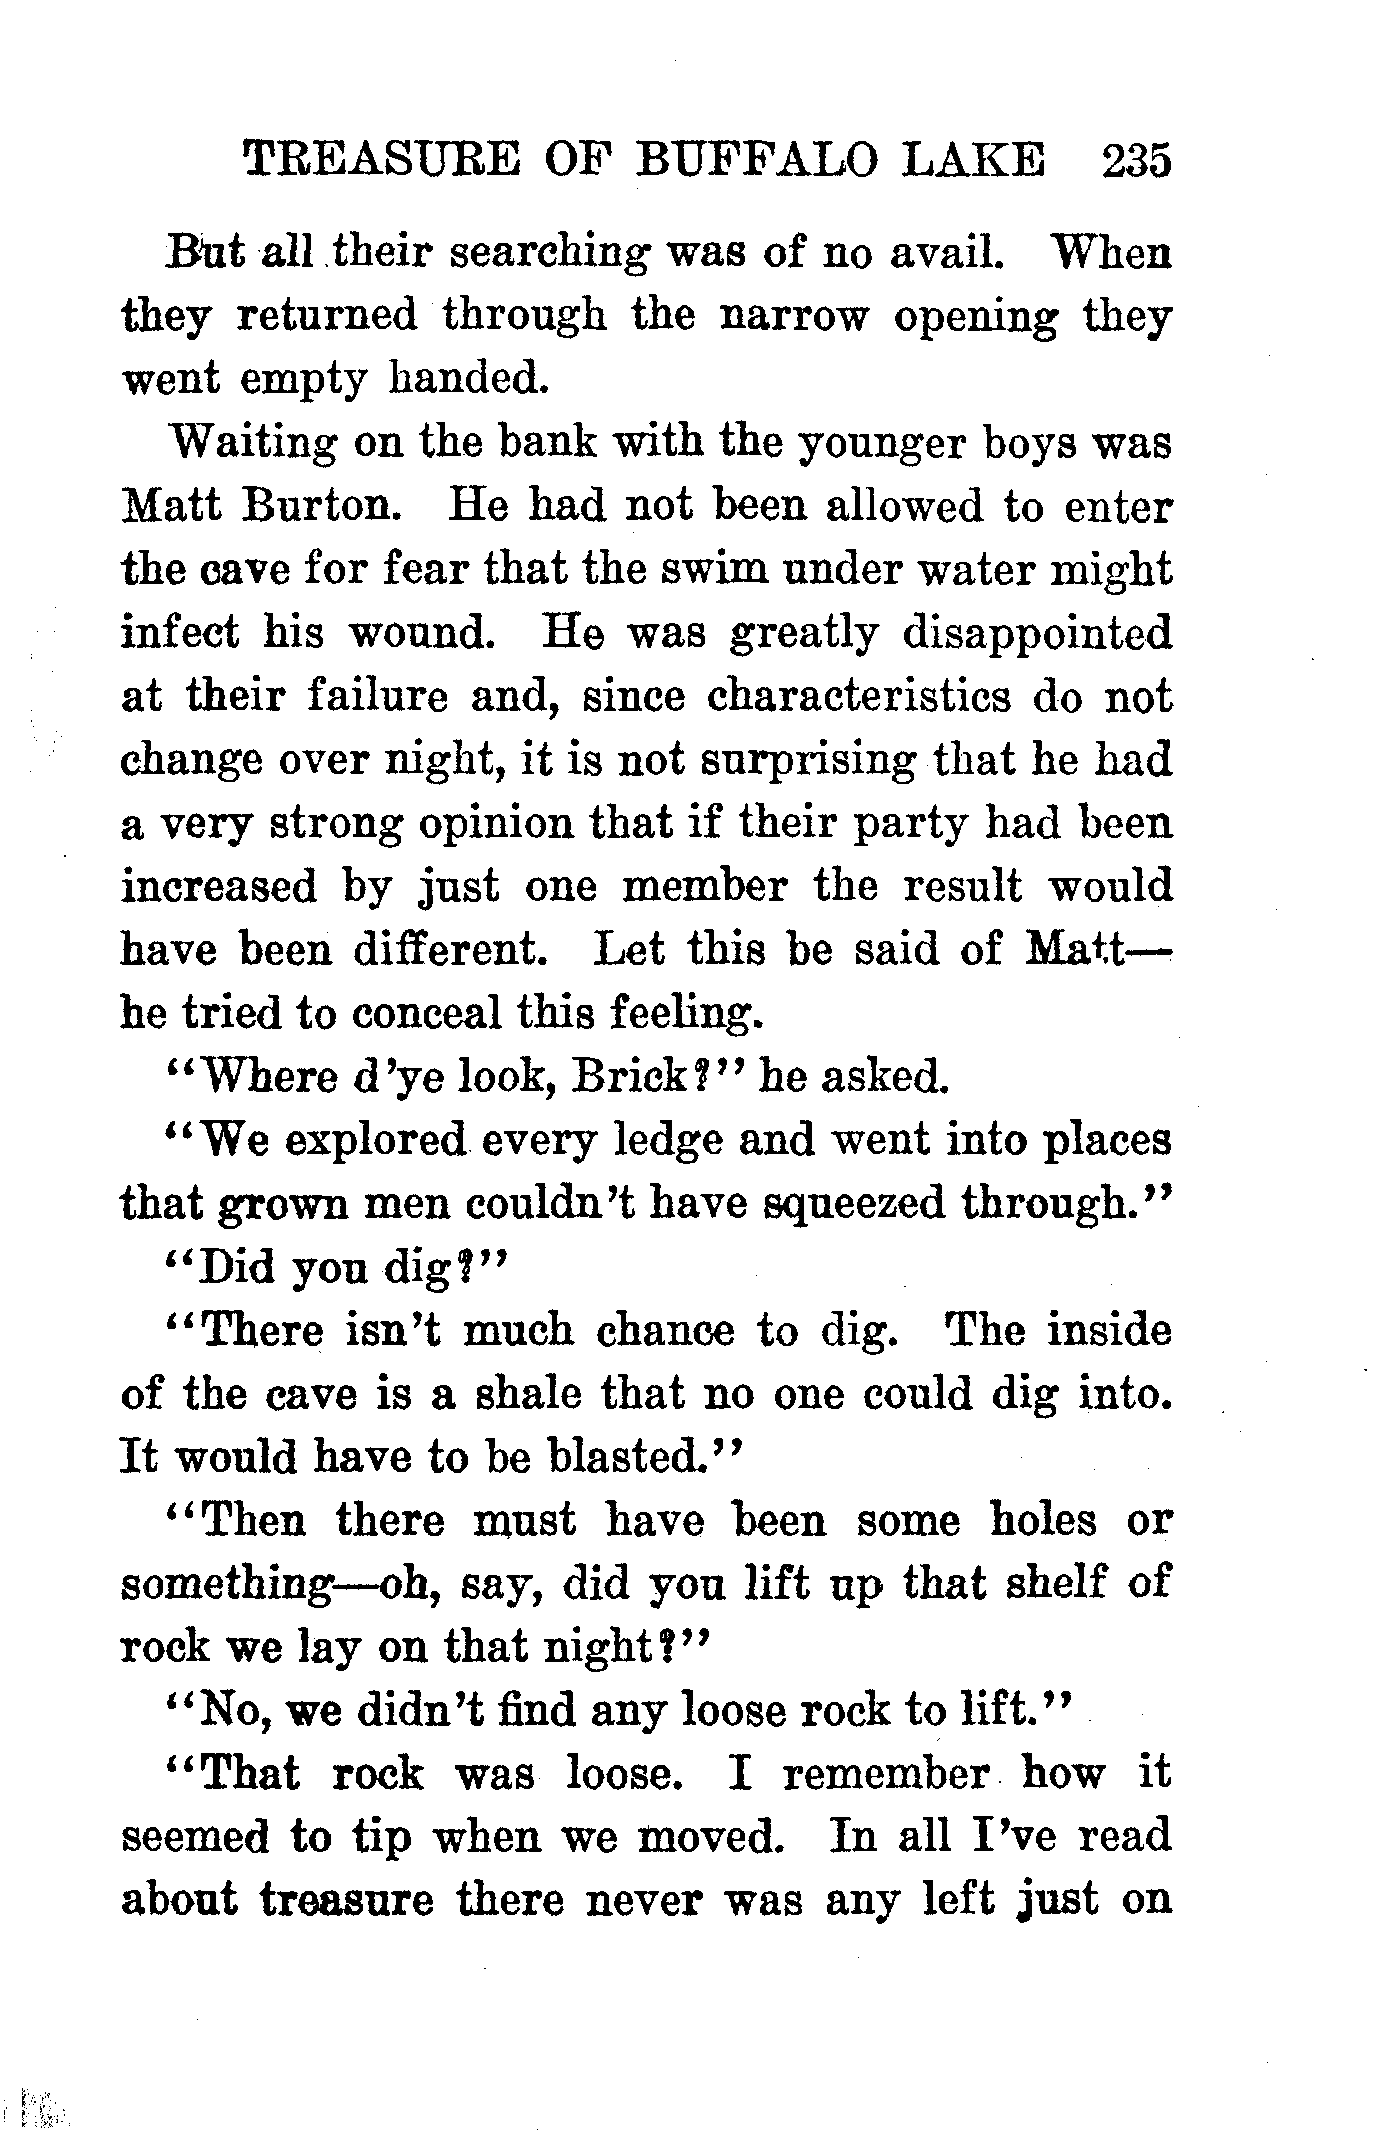 TREASURE OF BUFFALO LAKE 235
But all their searching was of no avail. When
they returned through the narrow opening they
went empty handed.
Waiting on the bank with the younger boys was
Matt Burton. He had not been allowed to enter
the cave for fear that the swim under water might
infect his wound. He was greatly disappointed
at their failure and, since characteristics do not
change over night, it is not surprising that he had
a very strong opinion that if their party had been
increased by just one member the result would
have been different. Let this be said of Matt—
he tried to conceal this feeling.
"Where d'ye look, Brick?" he asked.
"We explored every ledge and went into places
that grown men couldn't have squeezed through."
"Did you dig?"
"There isn't much chance to dig. The inside
of the cave is a shale that no one could dig into.
It would have to be blasted."
"Then there must have been some holes or
something—oh, say, did you lift up that shelf of
rock we lay on that night?"
"No, we didn't find any loose rock to lift."
"That rock was loose. I remember how it
seemed to tip when we moved. In all I've read
about treasure there never was any left just on